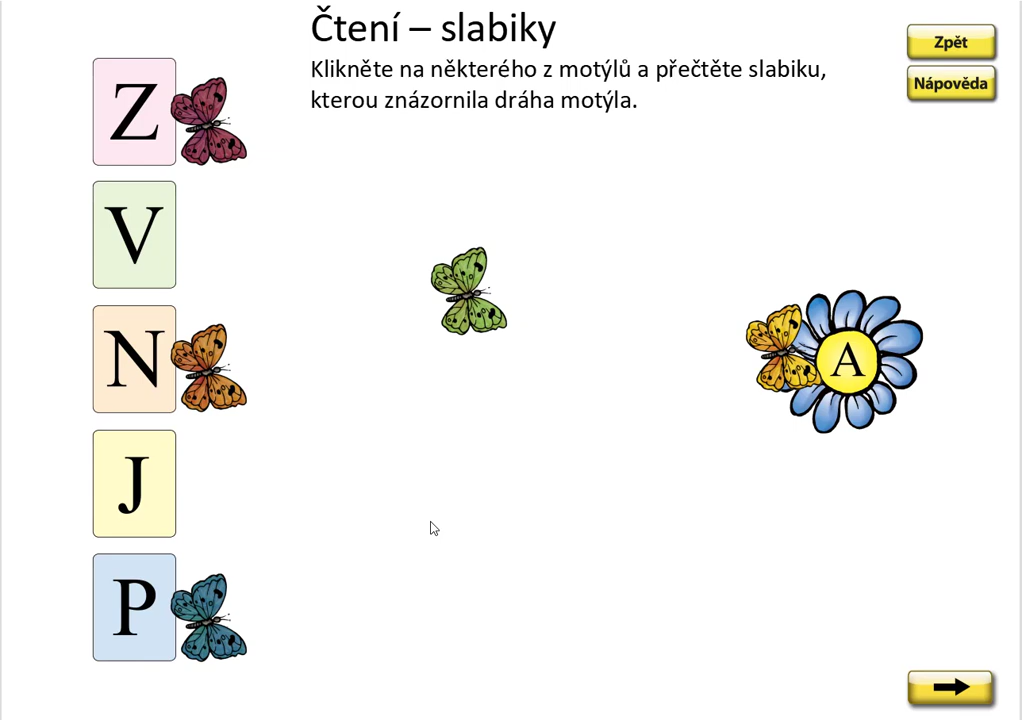 Čtení – slabiky
Klikněte na některého z motýlů a přečtěte slabiku,
kterou znázornila dráha motýla.
Zpět
Nápověda
Z
V
N
J
P
A